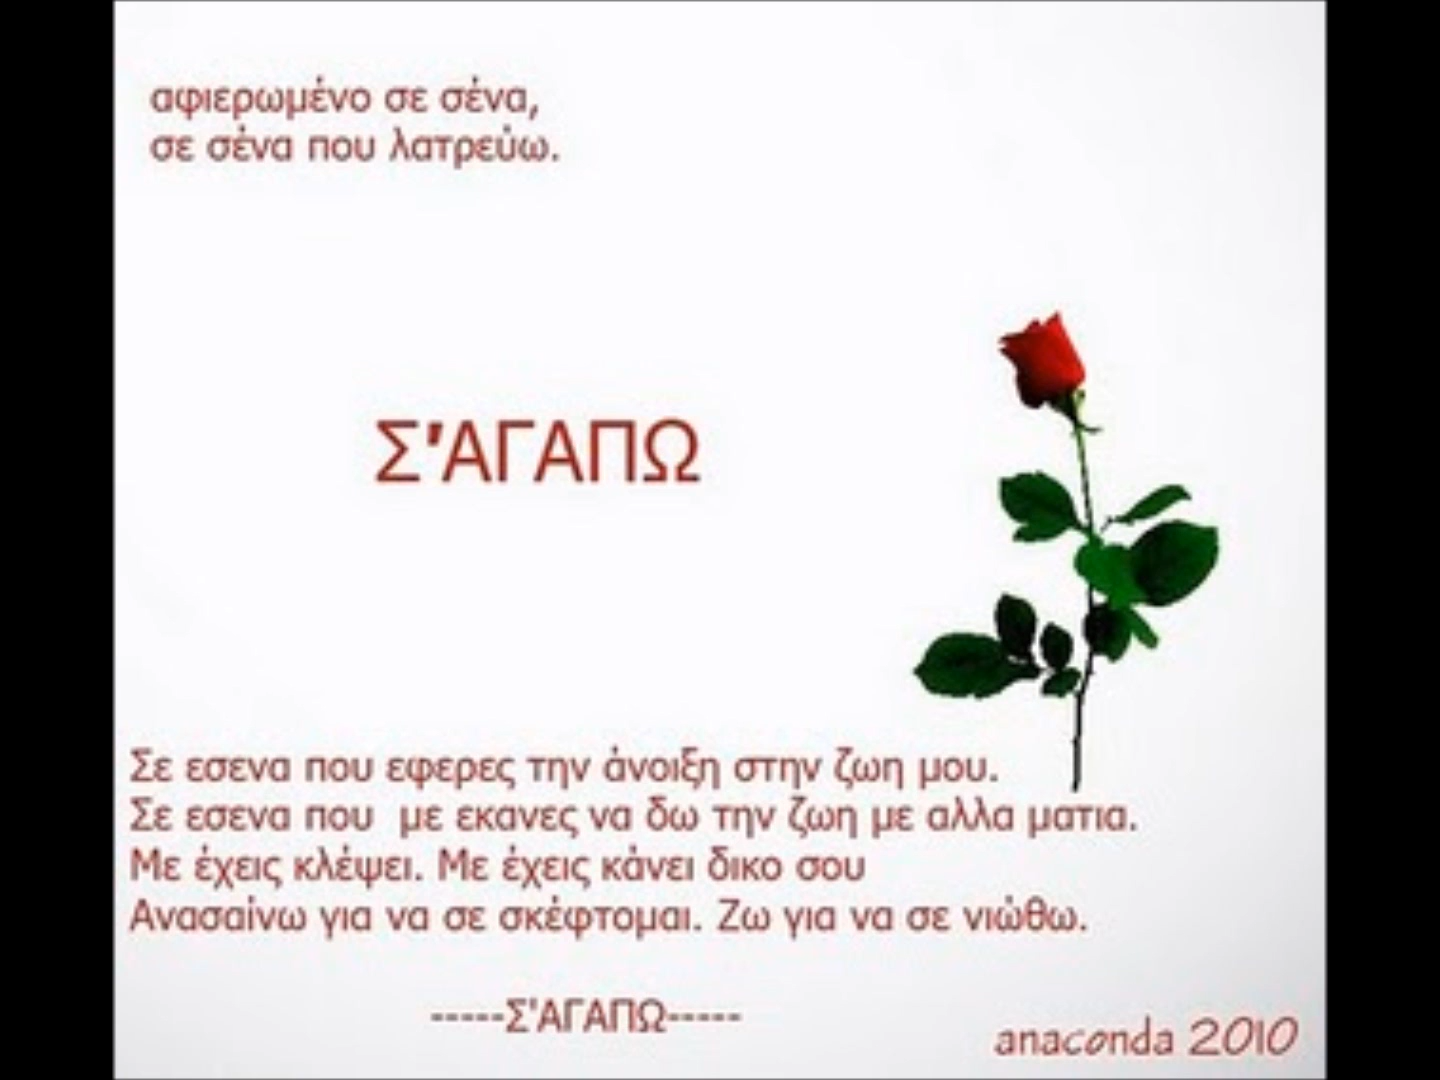 αφιερωμένο σε σένα,
σε σένα που λατρεύω.
Σ'ΑΓΑΠΩ
Σε εσενα που εφερες την άνοιξη στην ζωη μου.
Σε εσενα που  με εκανες να δω την ζωη με αλλα ματια.
Με έχεις κλέψει. Με έχεις κάνει δικο σου
Ανασαίνω για να σε σκέφτομαι. Ζω για να σε νιώθω.
-----Σ'ΑΓΑΠΩ-----
anaconda 2010